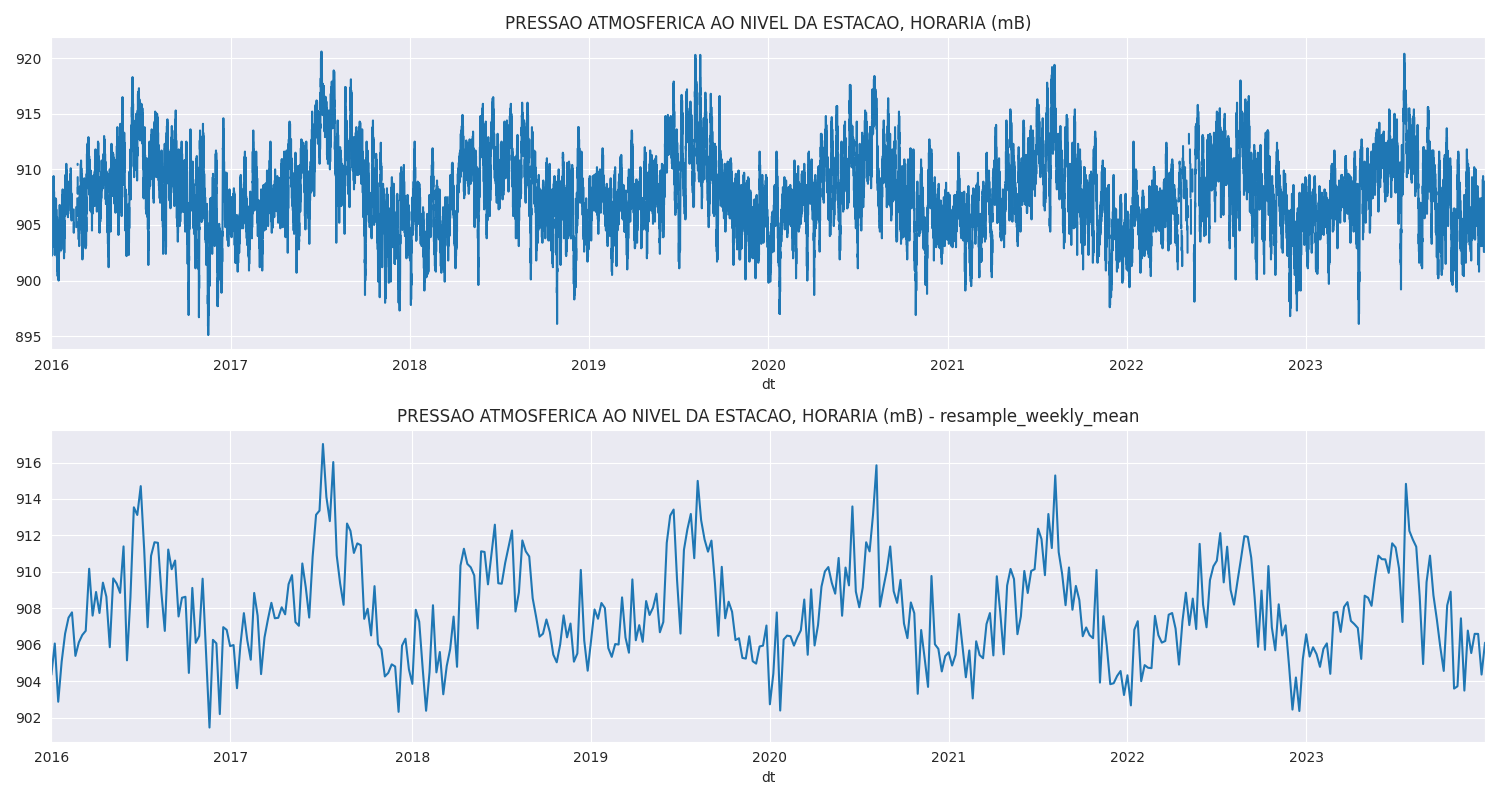 PRESSAO ATMOSFERICA AO NIVEL DA ESTACAO, HORARIA (mB)
920
915
910
905
900
895
2016 2017 2018 2019 2020 2021 2022 2023
dt
PRESSAO ATMOSFERICA AO NIVEL DA ESTACAO, HORARIA (mB) - resample_weekly_mean
916
914
912
910
908
906
904
902
2016 2017 2018 2019 2020 2021 2022 2023
dt